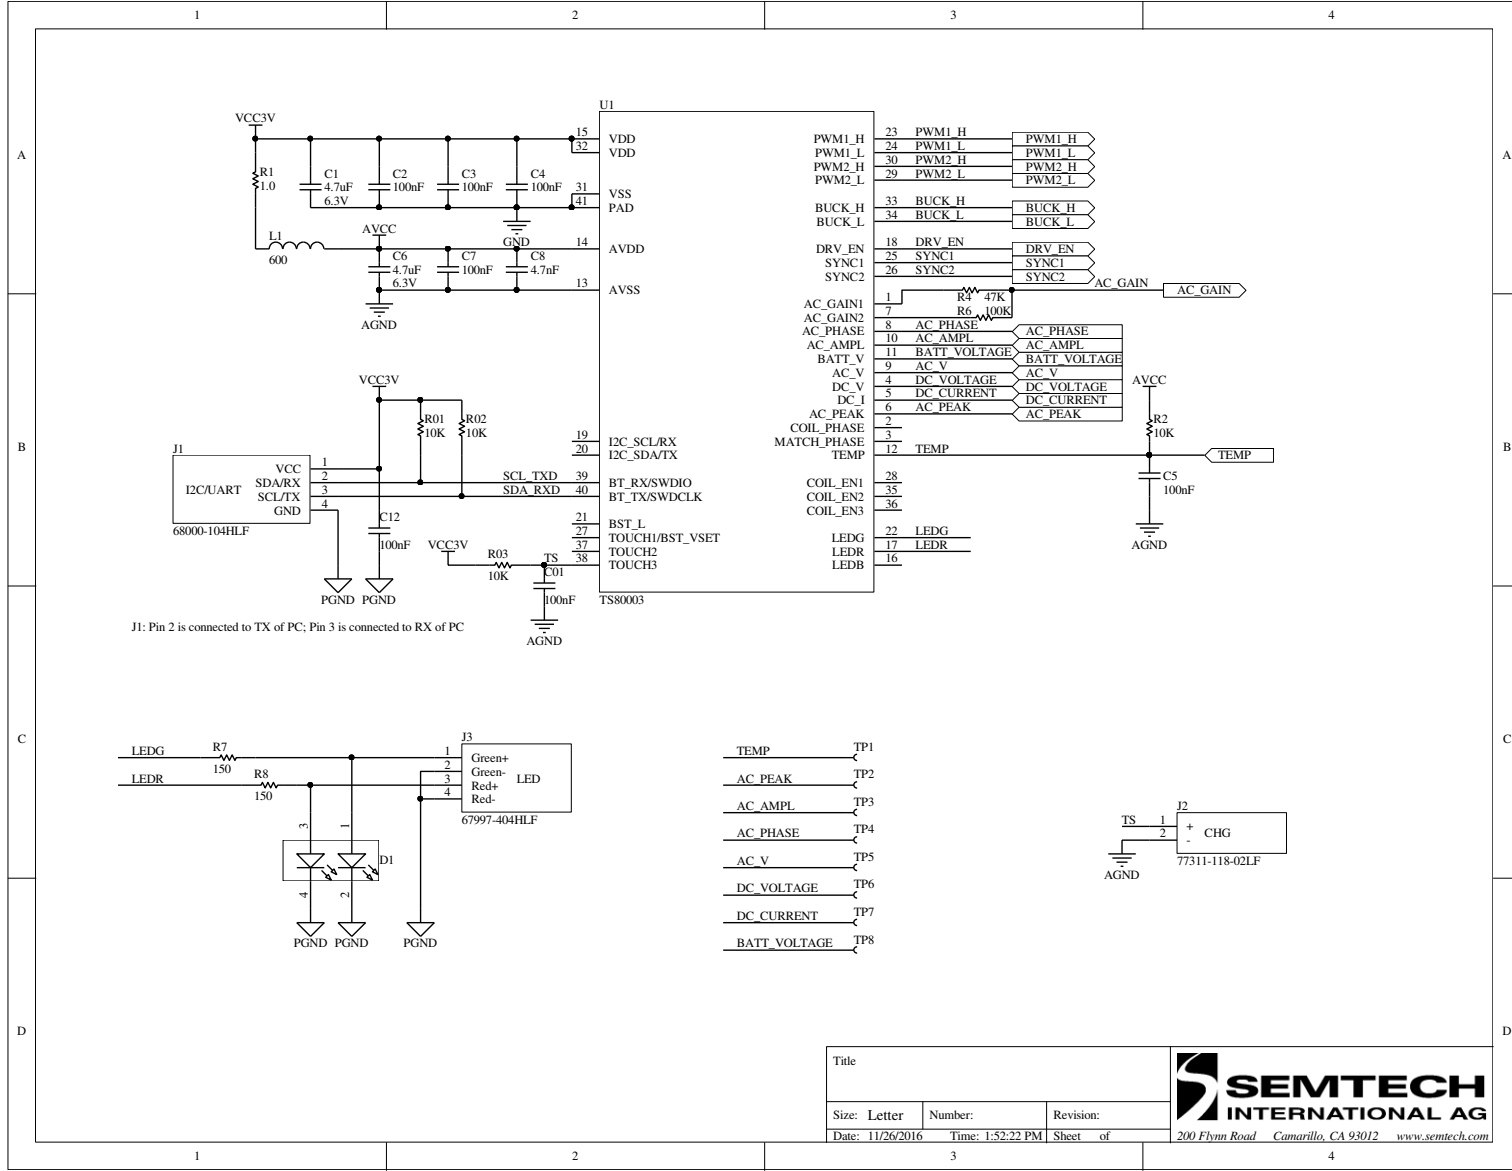 1 2 3 4
A A
B B
C C
D D
U1
VCC3V
R1
1.0
C1
4.7uF
6.3V
C2
100nF
C3
100nF
C4
100nF
GND
L1
600
AVCC
C6
4.7uF
6.3V
C7
100nF
C8
4.7nF
AGND
15 VDD
32 VDD
31 VSS
41 PAD
14 AVDD
13 AVSS
19 I2C_SCL/RX
20 I2C_SDA/TX
SCL_TXD 39 BT_RX/SWDIO
SDA_RXD 40 BT_TX/SWDCLK
21 BST_L
27 TOUCH1/BST_VSET
37 TOUCH2
TS 38 TOUCH3
TS80003
PWM1_H 23 PWM1_H PWM1_H
PWM1_L 24 PWM1_L PWM1_L
PWM2_H 30 PWM2_H PWM2_H
PWM2_L 29 PWM2_L PWM2_L
BUCK_H 33 BUCK_H BUCK_H
BUCK_L 34 BUCK_L BUCK_L
DRV_EN 18 DRV_EN DRV_EN
SYNC1 25 SYNC1 SYNC1
SYNC2 26 SYNC2 SYNC2
AC_GAIN1 1 R4 47K AC_GAIN AC_GAIN
AC_GAIN2 7 R6 100K
AC_PHASE 8 AC_PHASE AC_PHASE
AC_AMPL 10 AC_AMPL AC_AMPL
BATT_V 11 BATT_VOLTAGE BATT_VOLTAGE
AC_V 9 AC_V AC_V
DC_V 4 DC_VOLTAGE DC_VOLTAGE
DC_I 5 DC_CURRENT DC_CURRENT
AC_PEAK 6 AC_PEAK AC_PEAK
COIL_PHASE 2
MATCH_PHASE 3
TEMP 12 TEMP TEMP
COIL_EN1 28
COIL_EN2 35
COIL_EN3 36
LEDG 22 LEDG
LEDR 17 LEDR
LEDB 16
AVCC
R2
10K
C5
100nF
AGND
VCC3V
R01
10K
R02
10K
J1
I2C/UART
VCC 1
SDA/RX 2
SCL/TX 3
GND 4
68000-104HLF
C12
100nF
PGND PGND
VCC3V
R03
10K
C01
100nF
AGND
J1: Pin 2 is connected to TX of PC; Pin 3 is connected to RX of PC
LEDG R7
150
LEDR R8
150
J3
1 Green+
2 Green-
3 Red+
4 Red-
LED
67997-404HLF
3 1
D1
4 2
PGND PGND PGND
TEMP TP1
AC_PEAK TP2
AC_AMPL TP3
AC_PHASE TP4
AC_V TP5
DC_VOLTAGE TP6
DC_CURRENT TP7
BATT_VOLTAGE TP8
J2
TS 1 +
2 -
CHG
77311-118-02LF
AGND
Title
Size: Letter Number: Revision:
Date: 11/26/2016 Time: 1:52:22 PM Sheet of
SEMTECH
INTERNATIONAL AG
200 Flynn Road Camarillo, CA 93012 www.semtech.com
1 2 3 4